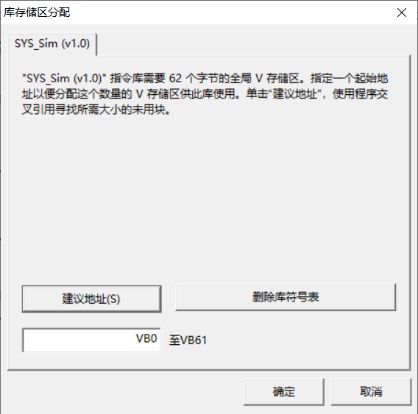 库存储区分配
SYS_Sim (v1.0)
"SYS_Sim (v1.0)" 指令库需要 62 个字节的全局 V 存储区。指定一个起始地
址以便分配这个数量的 V 存储区供此库使用。单击"建议地址"，使用程序交
叉引用寻找所需大小的未用块。
建议地址(S)
删除库符号表
VB0
至VB61
确定
取消